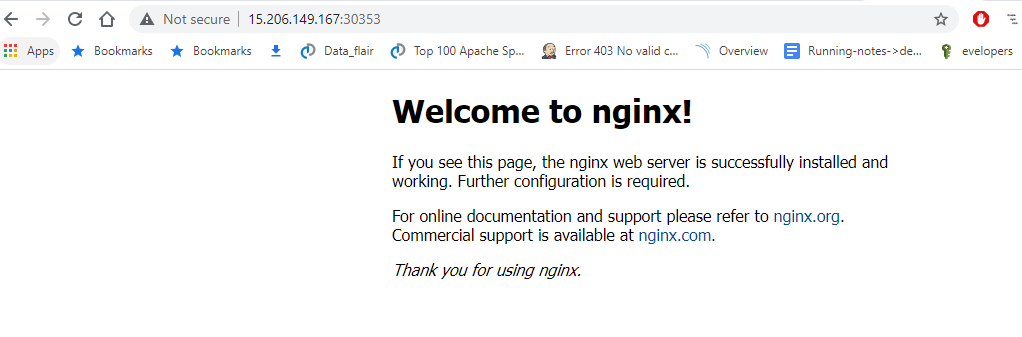 Not secure 15.206.149.167:30353
Apps Bookmarks Bookmarks Data_flair Top 100 Apache Sp... Error 403 No valid c... Overview Running-notes->de... evelopers
Welcome to nginx!
If you see this page, the nginx web server is successfully installed and
working. Further configuration is required.
For online documentation and support please refer to nginx.org.
Commercial support is available at nginx.com.
Thank you for using nginx.